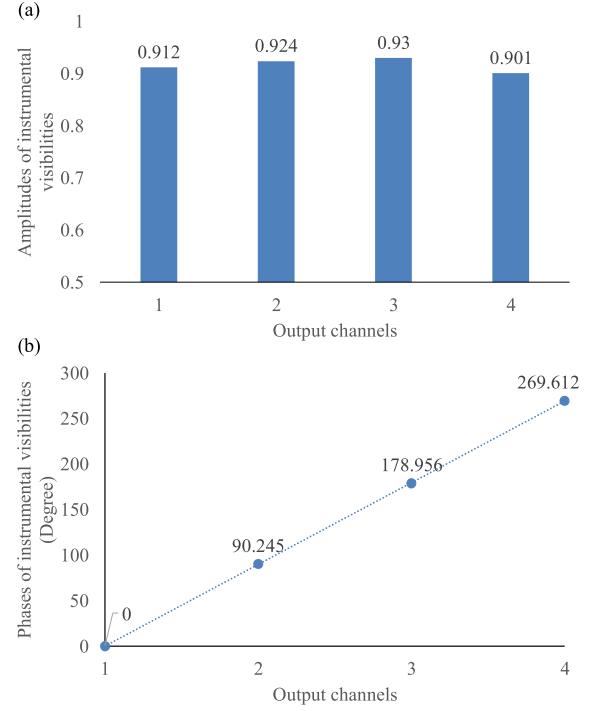 (a)
1
0.9
0.8
0.7
0.6
0.5
Amplitudes of instrumental
visibilities
0.912
0.924
0.93
0.901
1 2 3 4
Output channels
(b)
300
250
200
150
100
50
0
Phases of instrumental visibilities
(Degree)
0
90.245
178.956
269.612
1 2 3 4
Output channels